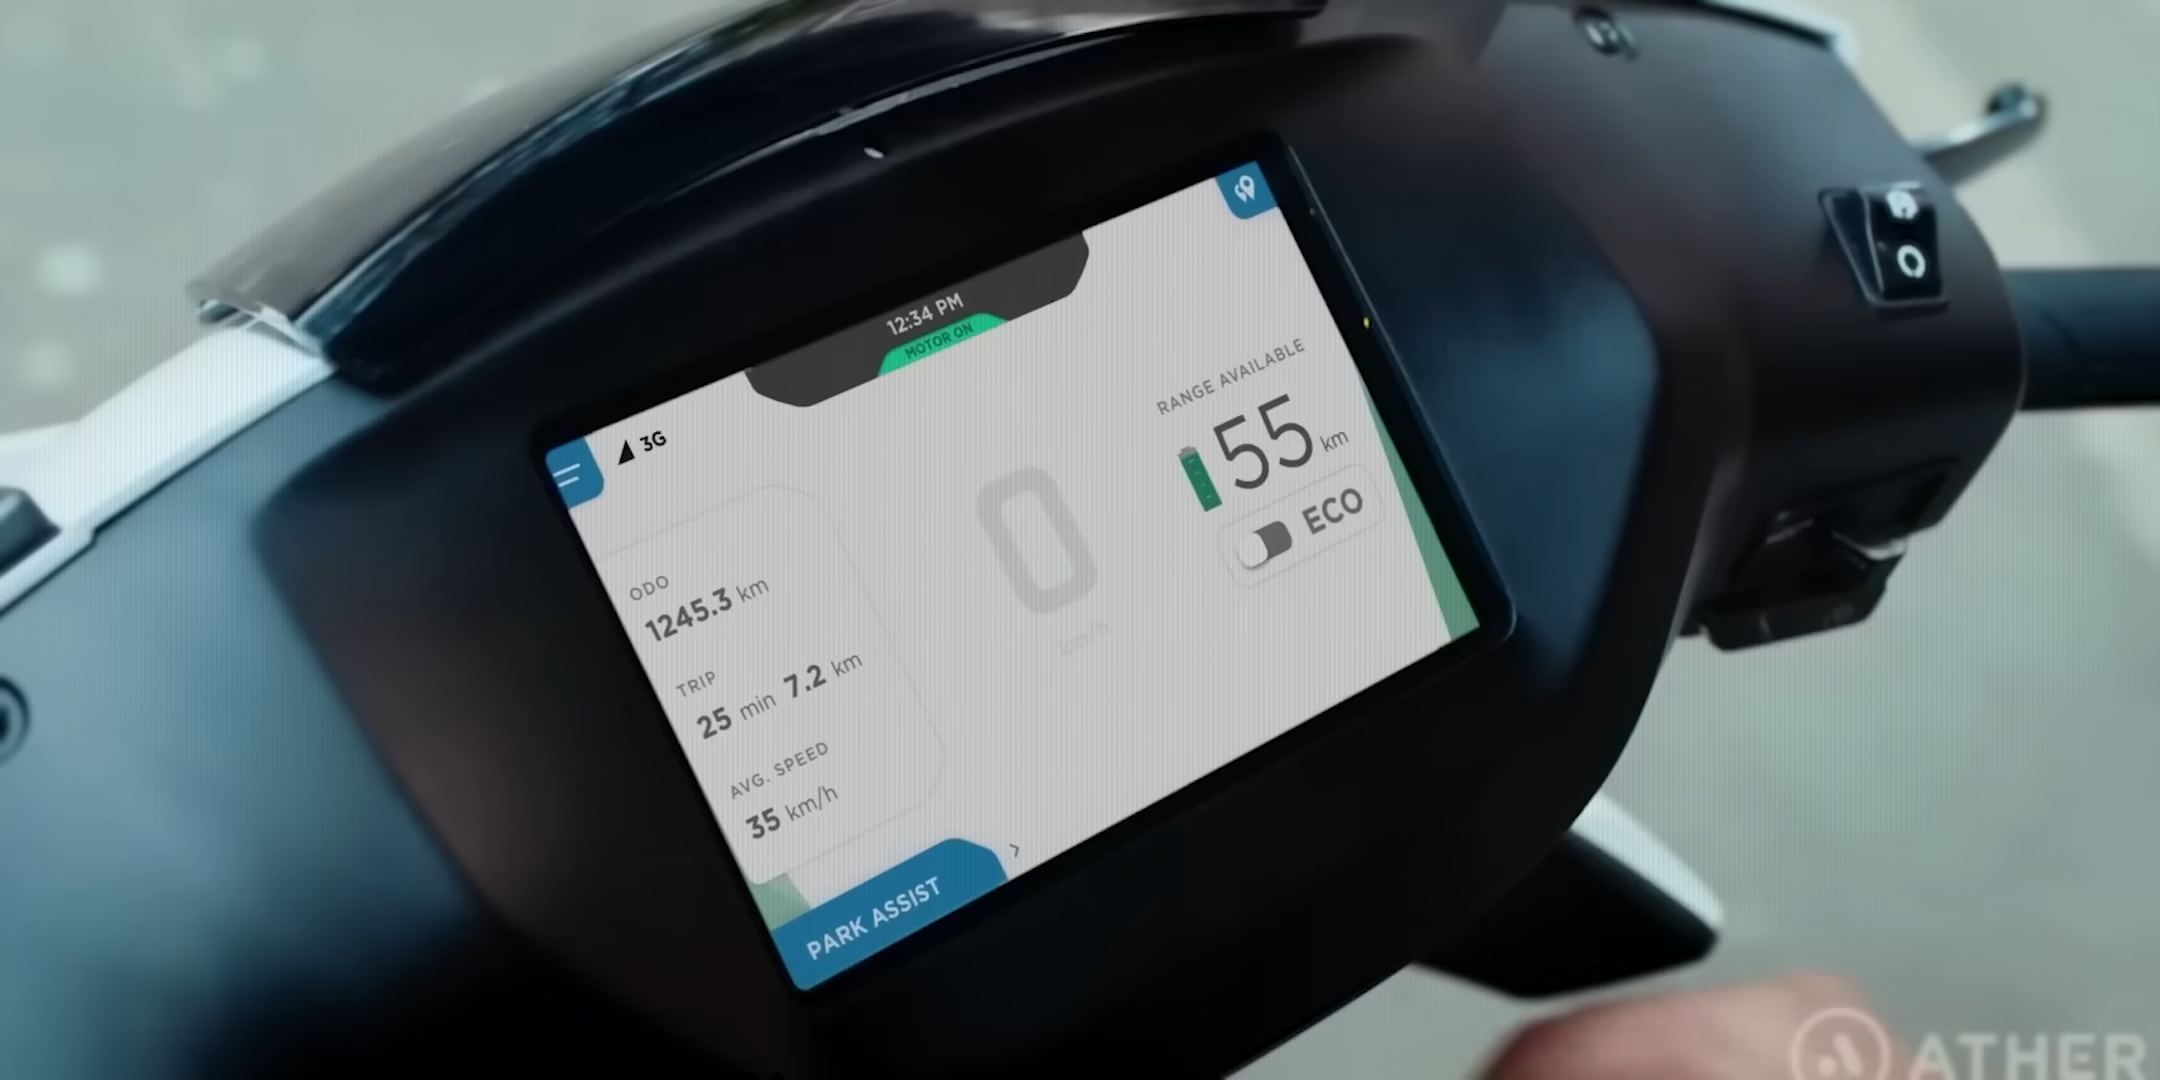 12:34 PM
MOTOR ON
3G
RANGE AVAILABLE
55 km
ECO
0
km/h
ODO
1245.3 km
TRIP
25 min 7.2 km
AVG. SPEED
35 km/h
PARK ASSIST
ATHER